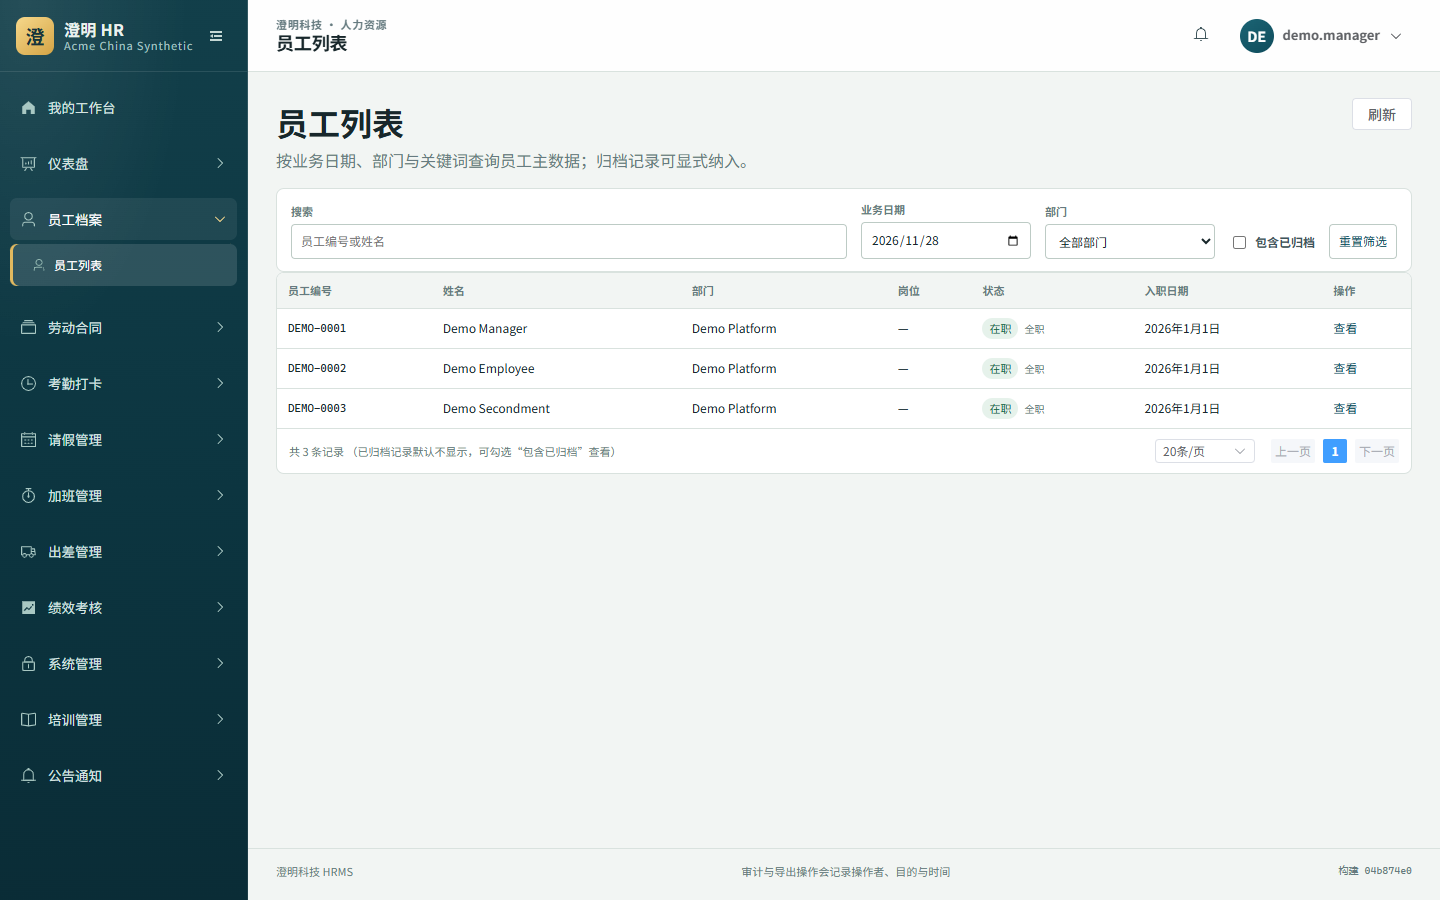 澄
澄明 HR
Acme China Synthetic
我的工作台
仪表盘
员工档案
员工列表
劳动合同
考勤打卡
请假管理
加班管理
出差管理
绩效考核
系统管理
培训管理
公告通知
澄明科技 · 人力资源
员工列表
DE demo.manager
员工列表
刷新
按业务日期、部门与关键词查询员工主数据；归档记录可显式纳入。
搜索 业务日期 部门
员工编号或姓名 2026/11/28 全部部门 包含已归档 重置筛选
员工编号 姓名 部门 岗位 状态 入职日期 操作
DEMO-0001 Demo Manager Demo Platform — 在职 全职 2026年1月1日 查看
DEMO-0002 Demo Employee Demo Platform — 在职 全职 2026年1月1日 查看
DEMO-0003 Demo Secondment Demo Platform — 在职 全职 2026年1月1日 查看
共 3 条记录 （已归档记录默认不显示，可勾选“包含已归档”查看） 20条/页 上一页 1 下一页
澄明科技 HRMS 审计与导出操作会记录操作者、目的与时间 构建 04b874e0